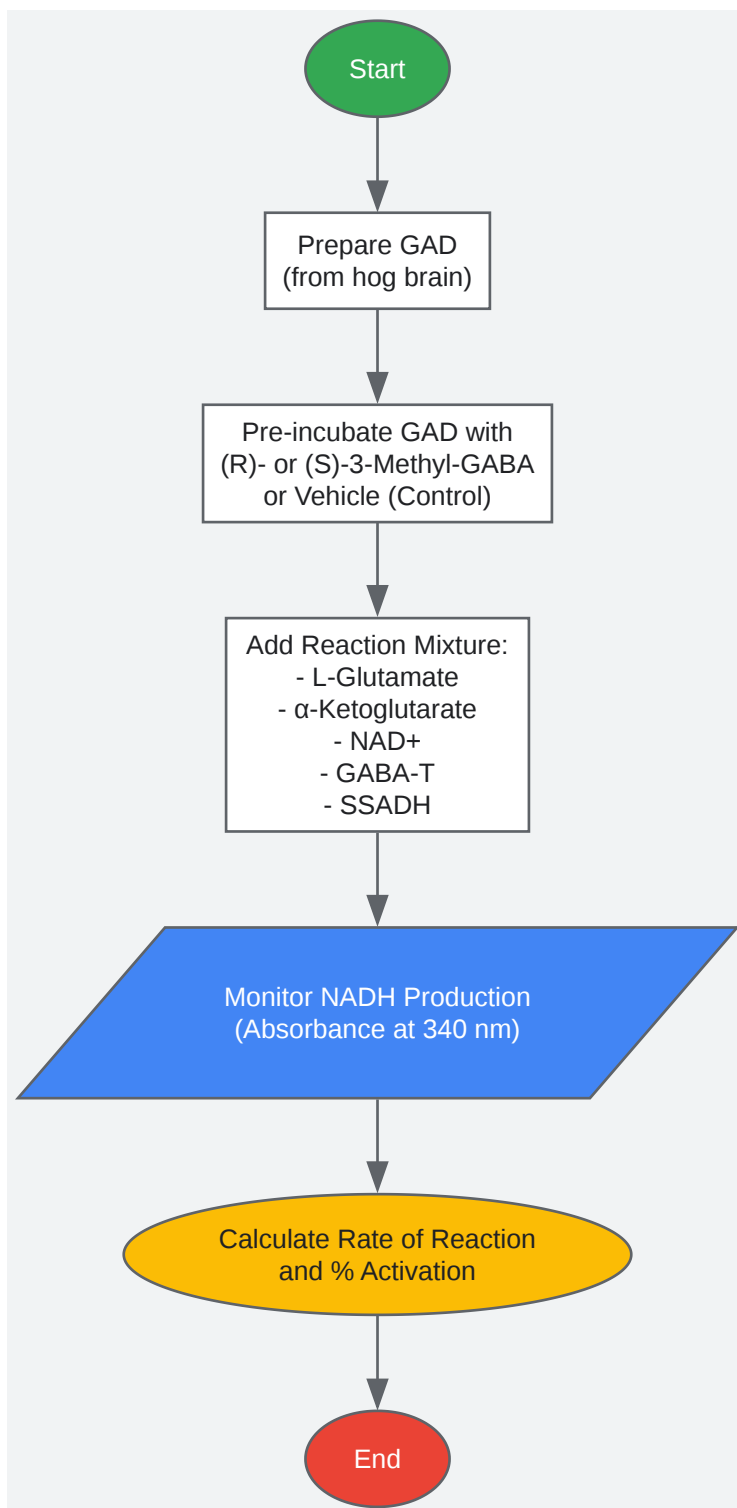 Start
Prepare GAD
(from hog brain)
Pre-incubate GAD with
(R)- or (S)-3-Methyl-GABA
or Vehicle (Control)
Add Reaction Mixture:
- L-Glutamate
- α-Ketoglutarate
- NAD+
- GABA-T
- SSADH
Monitor NADH Production
(Absorbance at 340 nm)
Calculate Rate of Reaction
and % Activation
End